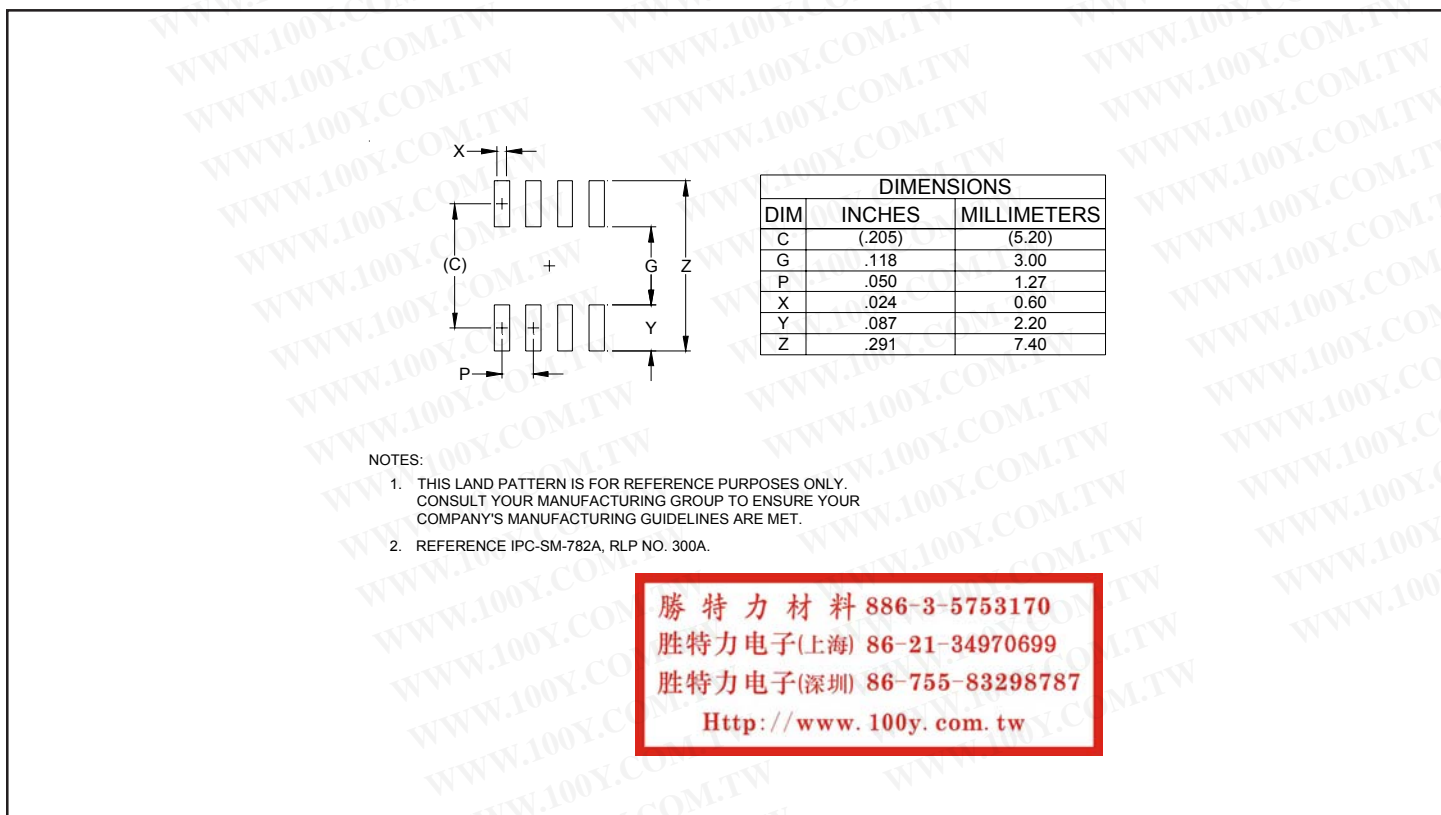 X
(C)
G
Z
Y
P
DIMENSIONS
DIM INCHES MILLIMETERS
C (.205) (5.20)
G .118 3.00
P .050 1.27
X .024 0.60
Y .087 2.20
Z .291 7.40
NOTES:
1. THIS LAND PATTERN IS FOR REFERENCE PURPOSES ONLY.
CONSULT YOUR MANUFACTURING GROUP TO ENSURE YOUR
COMPANY'S MANUFACTURING GUIDELINES ARE MET.
2. REFERENCE IPC-SM-782A, RLP NO. 300A.
勝特力材料 886-3-5753170
胜特力电子(上海) 86-21-34970699
胜特力电子(深圳) 86-755-83298787
Http://www.100y.com.tw
WWW.100Y.COM.TW